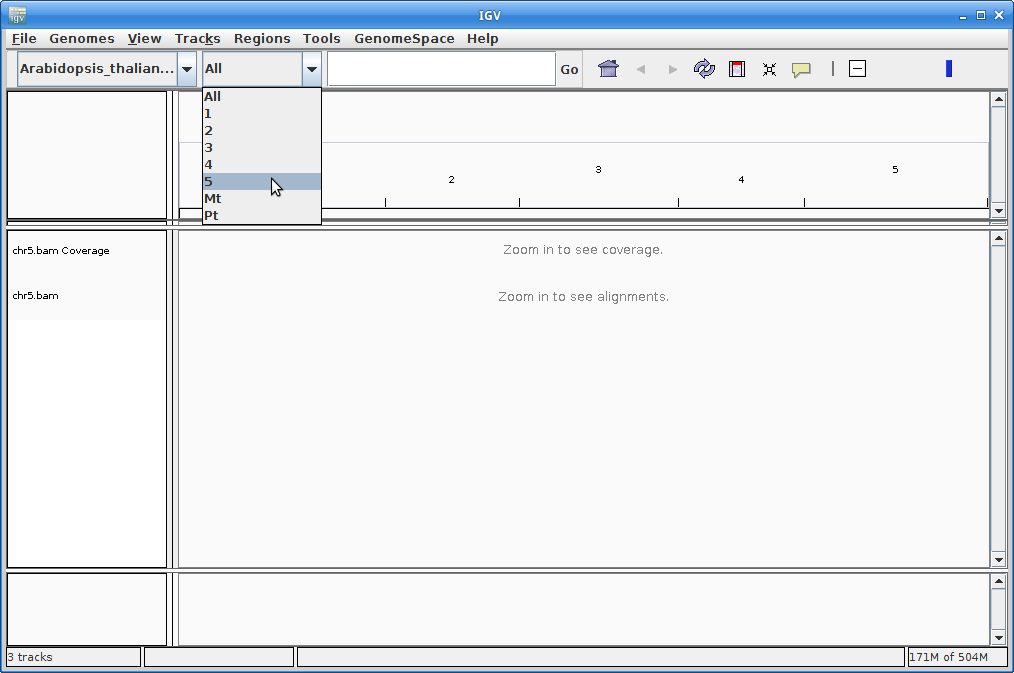 igv
IGV
File Genomes View Tracks Regions Tools GenomeSpace Help
Arabidopsis_thalian... All Go
All
1
2
3
4
5
Mt
Pt
2 3 4 5
chr5.bam Coverage
Zoom in to see coverage.
chr5.bam
Zoom in to see alignments.
3 tracks 171M of 504M